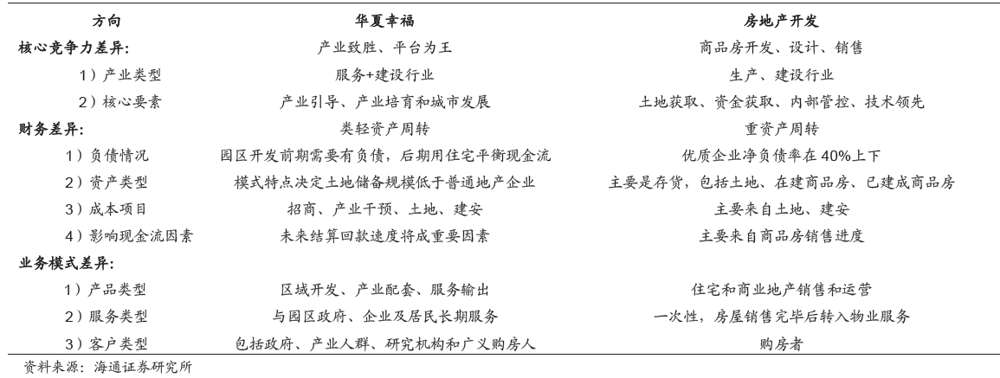 方向 华夏幸福 房地产开发
核心竞争力差异： 产业致胜、平台为王 商品房开发、设计、销售
1）产业类型 服务+建设行业 生产、建设行业
2）核心要素 产业引导、产业培育和城市发展 土地获取、资金获取、内部管控、技术领先
财务差异： 类轻资产周转 重资产周转
1）负债情况 园区开发前期需要有负债，后期用住宅平衡现金流 优质企业净负债率在 40%上下
2）资产类型 模式特点决定土地储备规模低于普通地产企业 主要是存货，包括土地、在建商品房、已建成商品房
3）成本项目 招商、产业干预、土地、建安 主要来自土地、建安
4）影响现金流因素 未来结算回款速度将成重要因素 主要来自商品房销售进度
业务模式差异：
1）产品类型 区域开发、产业配套、服务输出 住宅和商业地产销售和运营
2）服务类型 与园区政府、企业及居民长期服务 一次性，房屋销售完毕后转入物业服务
3）客户类型 包括政府、产业人群、研究机构和广义购房人 购房者
资料来源：海通证券研究所